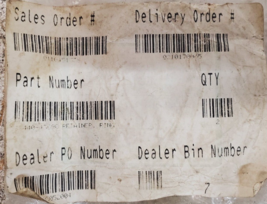 Sales Order # Delivery Order #
Part Number QTY
Dealer PO Number Dealer Bin Number
7